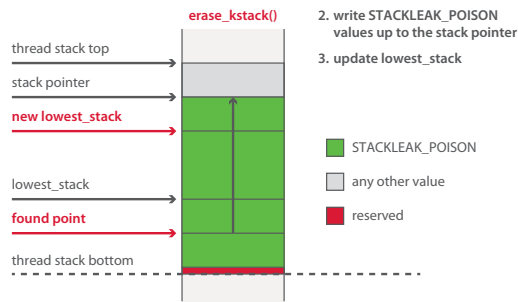 erase_kstack()
2. write STACKLEAK_POISON
values up to the stack pointer
3. update lowest_stack
thread stack top
stack pointer
new lowest_stack
lowest_stack
found point
thread stack bottom
STACKLEAK_POISON
any other value
reserved